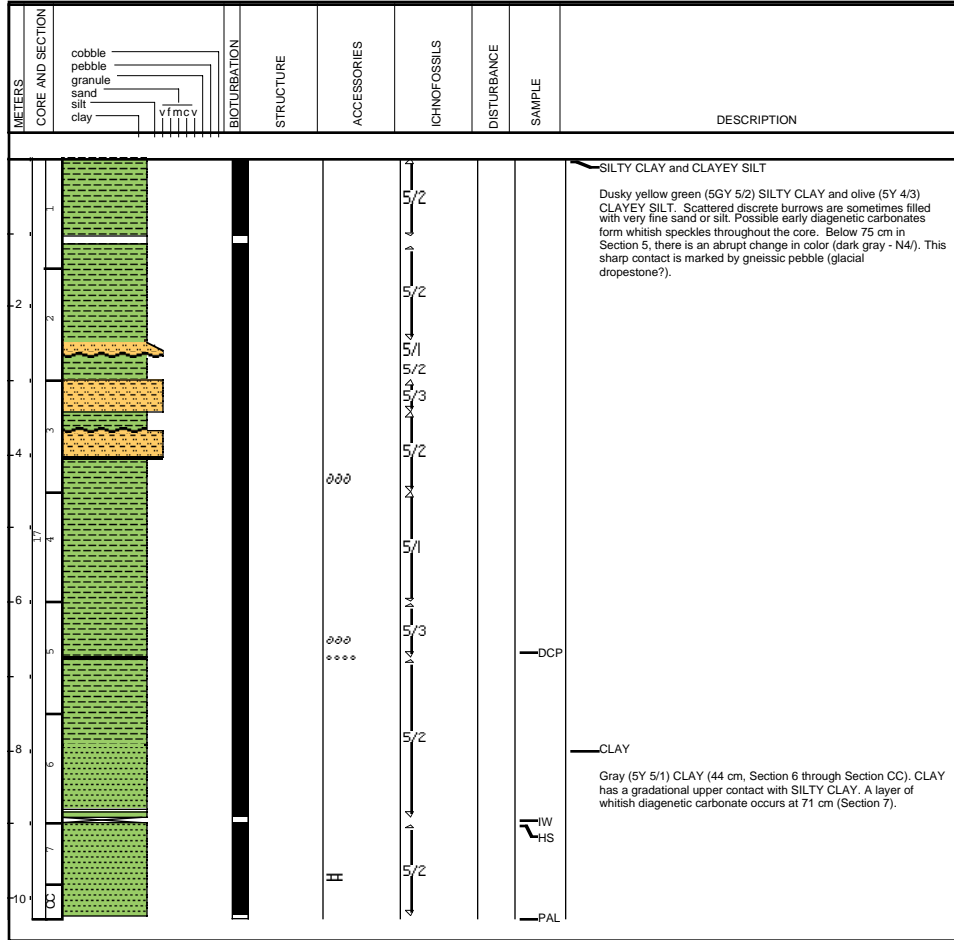 METERS
CORE AND SECTION
cobble
pebble
granule
sand
silt
clay
v f m c v
BIOTURBATION
STRUCTURE
ACCESSORIES
ICHNOFOSSILS
DISTURBANCE
SAMPLE
DESCRIPTION
1
5/2
SILTY CLAY and CLAYEY SILT
Dusky yellow green (5GY 5/2) SILTY CLAY and olive (5Y 4/3)
CLAYEY SILT. Scattered discrete burrows are sometimes filled
with very fine sand or silt. Possible early diagenetic carbonates
form whitish speckles throughout the core. Below 75 cm in
Section 5, there is an abrupt change in color (dark gray - N4/). This
sharp contact is marked by gneissic pebble (glacial
dropestone?).
2
2
5/2
5/1
5/2
5/3
3
4
5/2
17
4
5/1
6
5/3
5
DCP
5/2
8
6
CLAY
Gray (5Y 5/1) CLAY (44 cm, Section 6 through Section CC). CLAY
has a gradational upper contact with SILTY CLAY. A layer of
whitish diagenetic carbonate occurs at 71 cm (Section 7).
IW
HS
7
5/2
10
CC
PAL